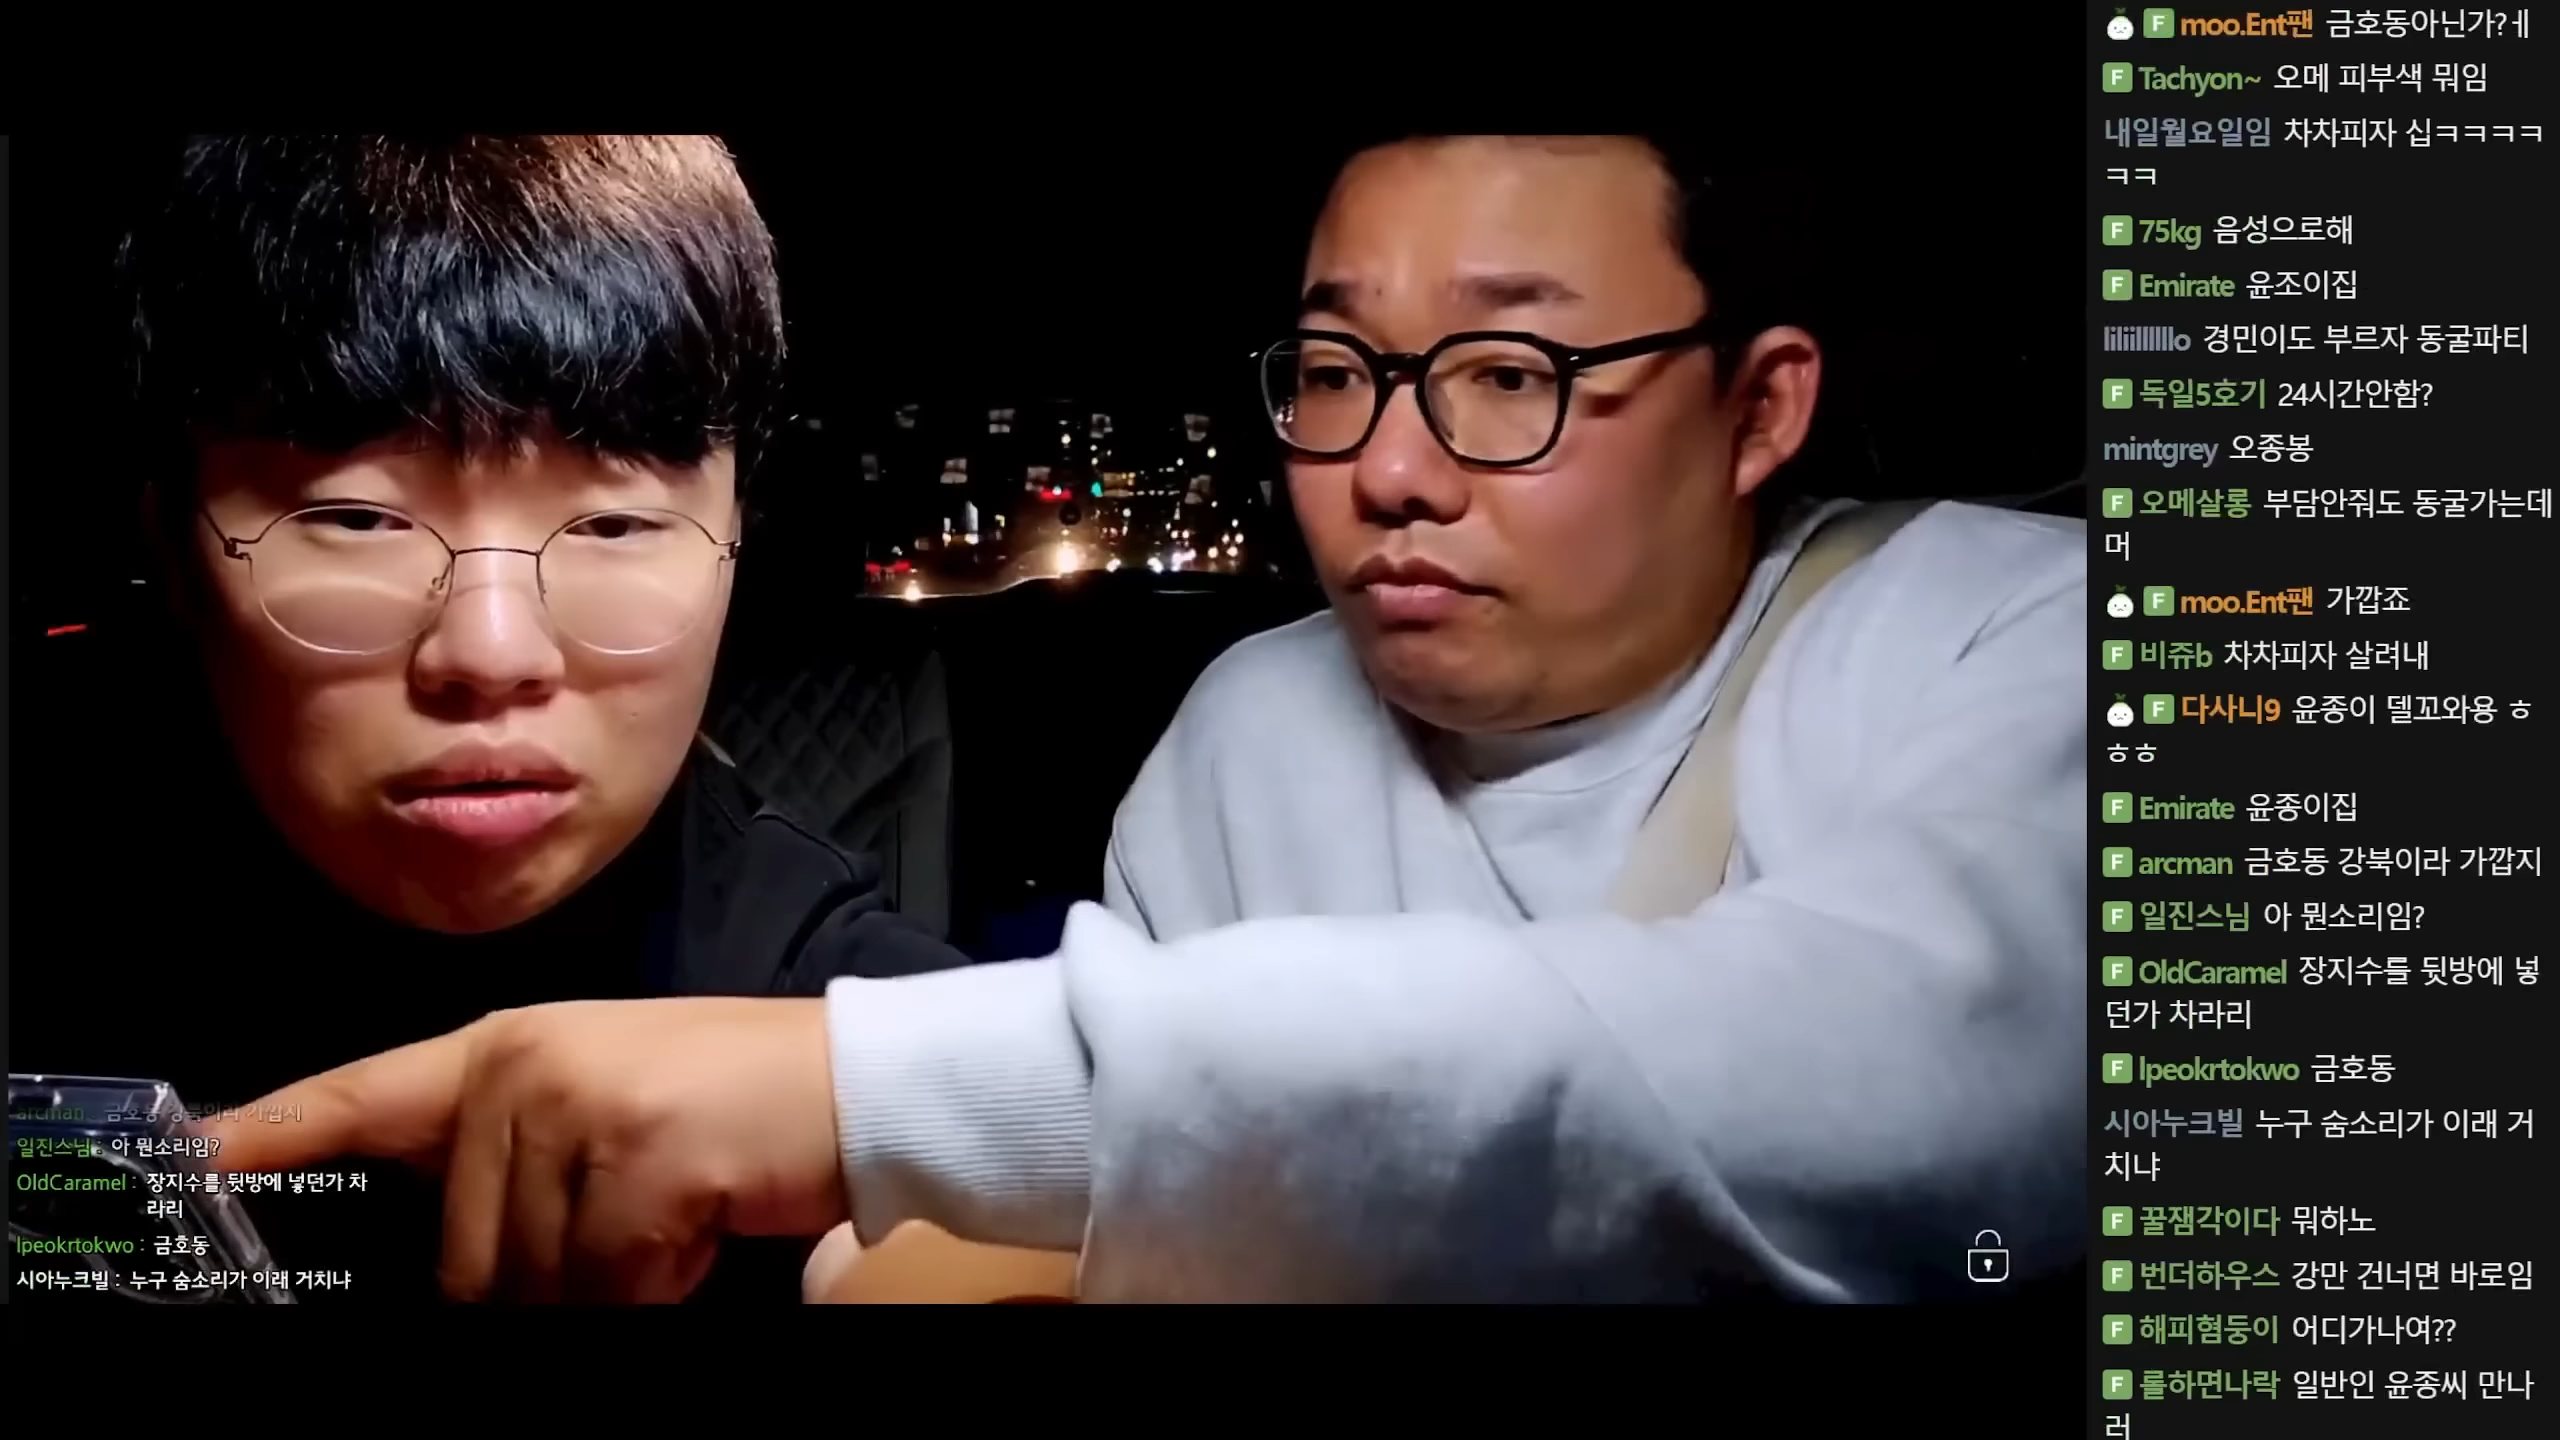 moo.Ent팬 금호동아닌가?ㅔ
F Tachyon~ 오메 피부색 뭐임
내일월요일임 차차피자 십ㅋㅋㅋㅋ
ㅋㅋ
F 75kg 음성으로해
F Emirate 윤조이집
경민이도 부르자 동굴파티
F 독일5호기 24시간안함?
mintgrey 오종봉
F 오메살롱 부담안줘도 동굴가는데
머
F moo.Ent팬 가깝죠
F 비쥬b 차차피자 살려내
F 다사니9 윤종이 델꼬와용 ㅎ
ㅎㅎ
F Emirate 윤종이집
F arcman 금호동 강북이라 가깝지
F 일진스님 아 뭔소리임?
F OldCaramel 장지수를 뒷방에 넣
던가 차라리
F lpeokrtokwo 금호동
시아누크빌 누구 숨소리가 이래 거
치냐
F 꿀잼각이다 뭐하노
F 번더하우스 강만 건너면 바로임
F 해피혐둥이 어디가나여??
F 롤하면나락 일반인 윤종씨 만나
러
arcman : 금호동 강북이라 가깝지
일진스님 : 아 뭔소리임?
OldCaramel : 장지수를 뒷방에 넣던가 차
라리
lpeokrtokwo : 금호동
시아누크빌 : 누구 숨소리가 이래 거치냐